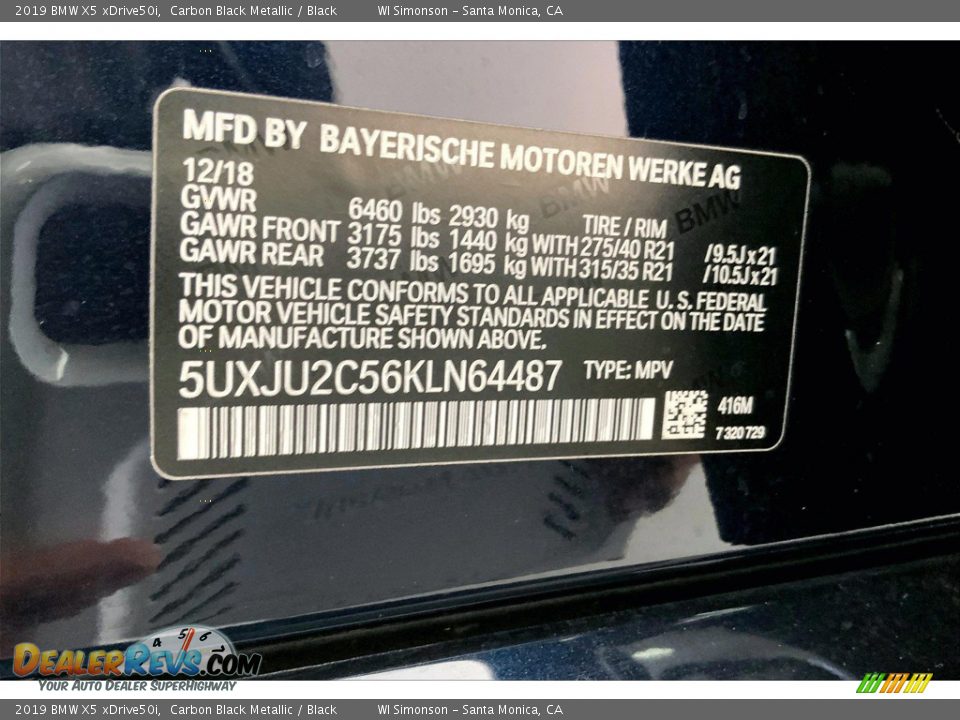 2019 BMW X5 xDrive50i, Carbon Black Metallic / Black WI Simonson - Santa Monica, CA
MFD BY BAYERISCHE MOTOREN WERKE AG
12/18
GVWR 6460 lbs 2930 kg TIRE / RIM
GAWR FRONT 3175 lbs 1440 kg WITH 275/40 R21 /9.5Jx21
GAWR REAR 3737 lbs 1695 kg WITH 315/35 R21 /10.5Jx21
THIS VEHICLE CONFORMS TO ALL APPLICABLE U.S. FEDERAL
MOTOR VEHICLE SAFETY STANDARDS IN EFFECT ON THE DATE
OF MANUFACTURE SHOWN ABOVE.
5UXJU2C56KLN64487 TYPE: MPV
416M
7 320 729
4 5 6
DEALERREVS.COM
YOUR AUTO DEALER SUPERHIGHWAY
2019 BMW X5 xDrive50i, Carbon Black Metallic / Black WI Simonson - Santa Monica, CA